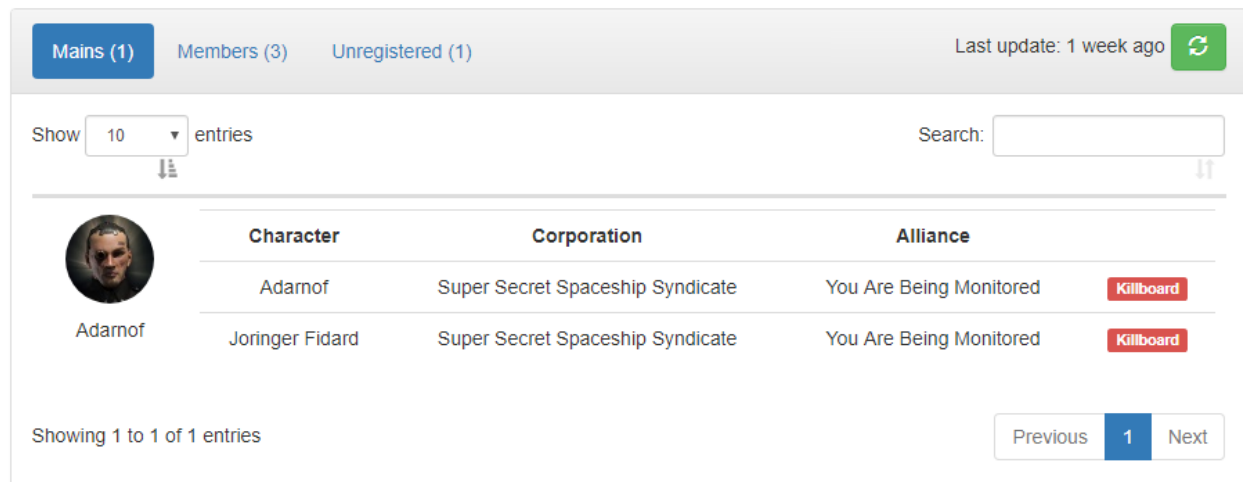 Mains (1) Members (3) Unregistered (1) Last update: 1 week ago
Show 10 entries Search:
Character Corporation Alliance
Adarnof Super Secret Spaceship Syndicate You Are Being Monitored Killboard
Adarnof
Joringer Fidard Super Secret Spaceship Syndicate You Are Being Monitored Killboard
Showing 1 to 1 of 1 entries Previous 1 Next